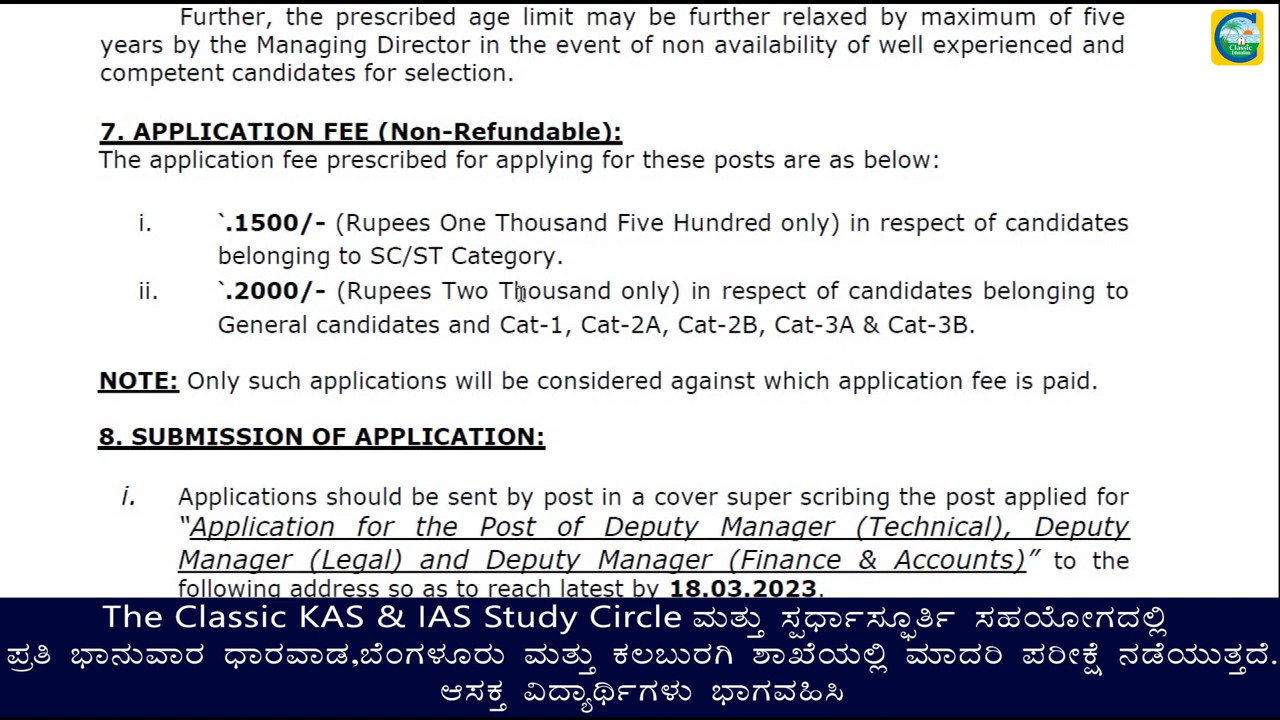 Further, the prescribed age limit may be further relaxed by maximum of five
years by the Managing Director in the event of non availability of well experienced and
competent candidates for selection.
Classic
Education
7. APPLICATION FEE (Non-Refundable):
The application fee prescribed for applying for these posts are as below:
i. `.1500/- (Rupees One Thousand Five Hundred only) in respect of candidates
belonging to SC/ST Category.
ii. `.2000/- (Rupees Two Thousand only) in respect of candidates belonging to
General candidates and Cat-1, Cat-2A, Cat-2B, Cat-3A & Cat-3B.
NOTE: Only such applications will be considered against which application fee is paid.
8. SUBMISSION OF APPLICATION:
i. Applications should be sent by post in a cover super scribing the post applied for
“Application for the Post of Deputy Manager (Technical), Deputy
Manager (Legal) and Deputy Manager (Finance & Accounts)” to the
following address so as to reach latest by 18.03.2023.
The Classic KAS & IAS Study Circle ಮತ್ತು ಸ್ಪರ್ಧಾಸ್ಫೂರ್ತಿ ಸಹಯೋಗದಲ್ಲಿ
ಪ್ರತಿ ಭಾನುವಾರ ಧಾರವಾಡ,ಬೆಂಗಳೂರು ಮತ್ತು ಕಲಬುರಗಿ ಶಾಖೆಯಲ್ಲಿ ಮಾದರಿ ಪರೀಕ್ಷೆ ನಡೆಯುತ್ತದೆ.
ಆಸಕ್ತ ವಿದ್ಯಾರ್ಥಿಗಳು ಭಾಗವಹಿಸಿ